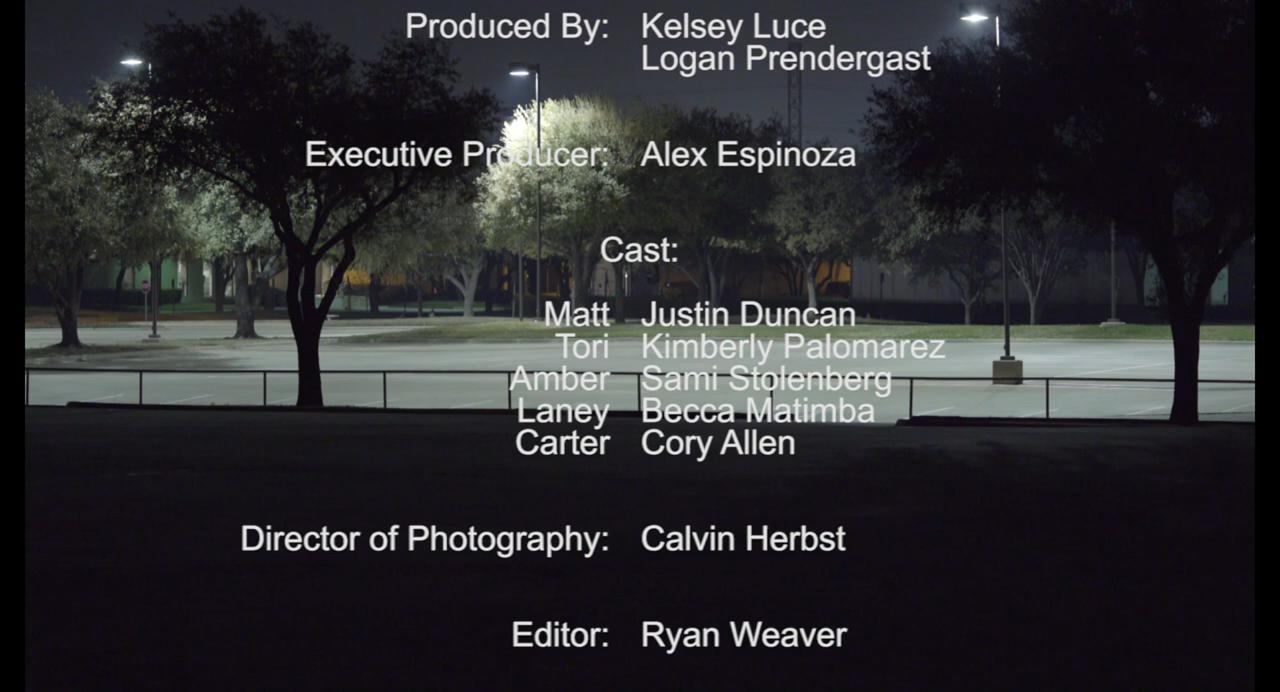 Produced By: Kelsey Luce
Logan Prendergast
Executive Producer: Alex Espinoza
Cast:
Matt Justin Duncan
Tori Kimberly Palomarez
Amber Sami Stolenberg
Laney Becca Matimba
Carter Cory Allen
Director of Photography: Calvin Herbst
Editor: Ryan Weaver